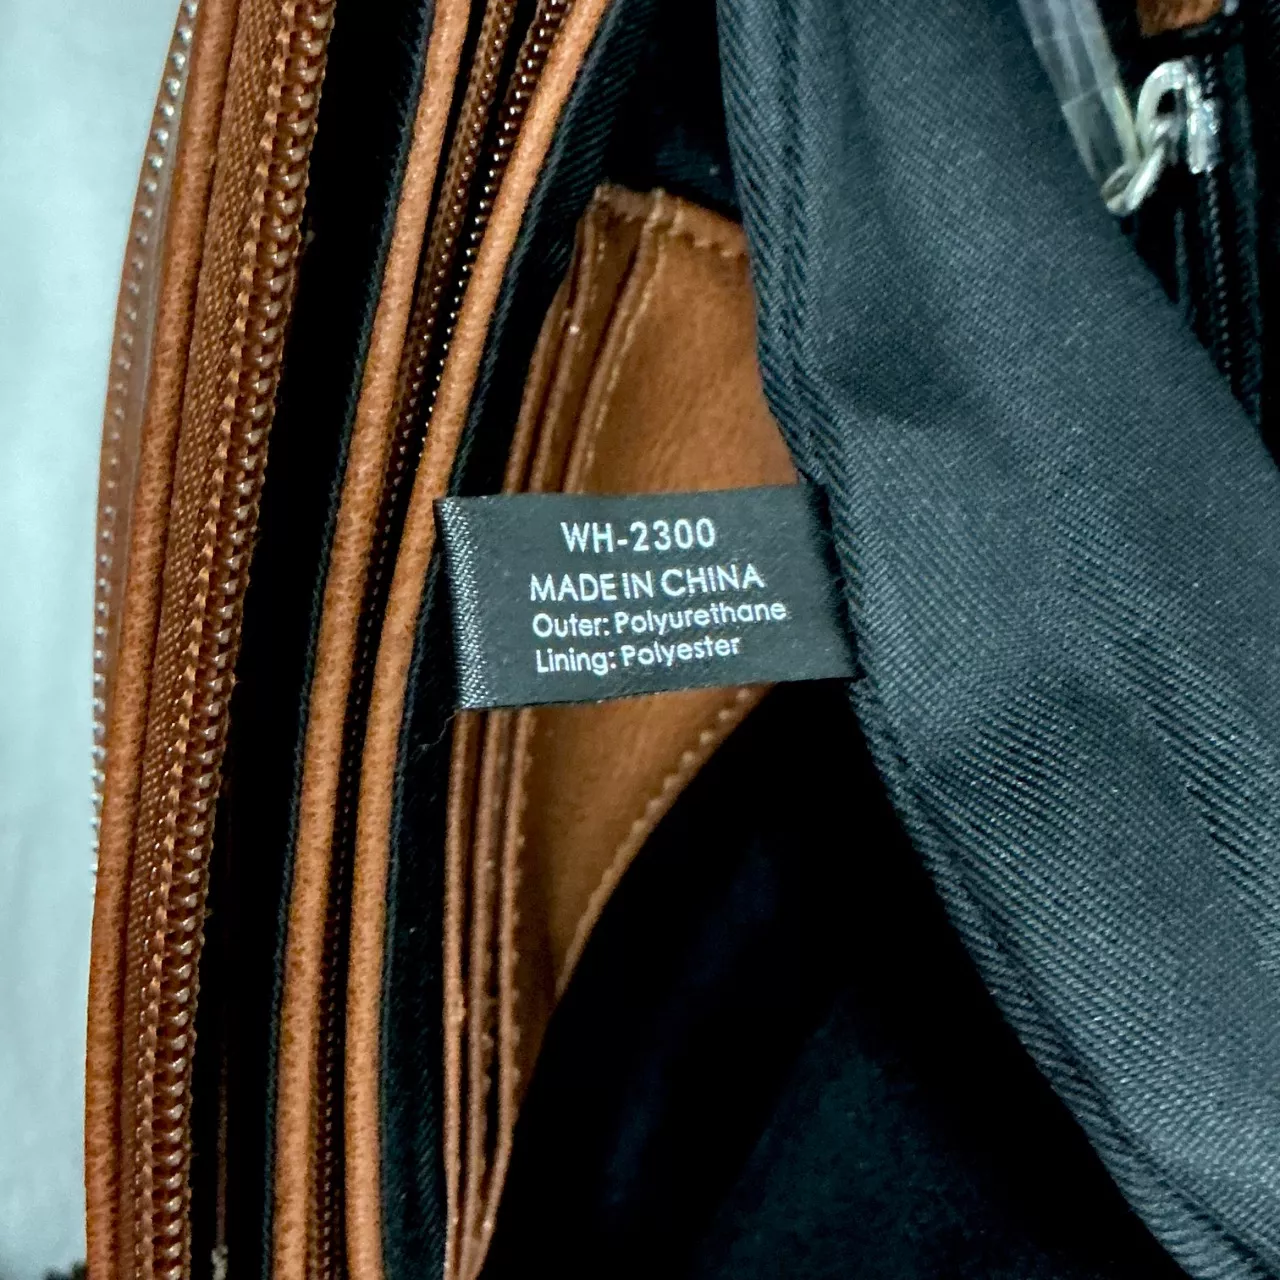 WH-2300
MADE IN CHINA
Outer: Polyurethane
Lining: Polyester